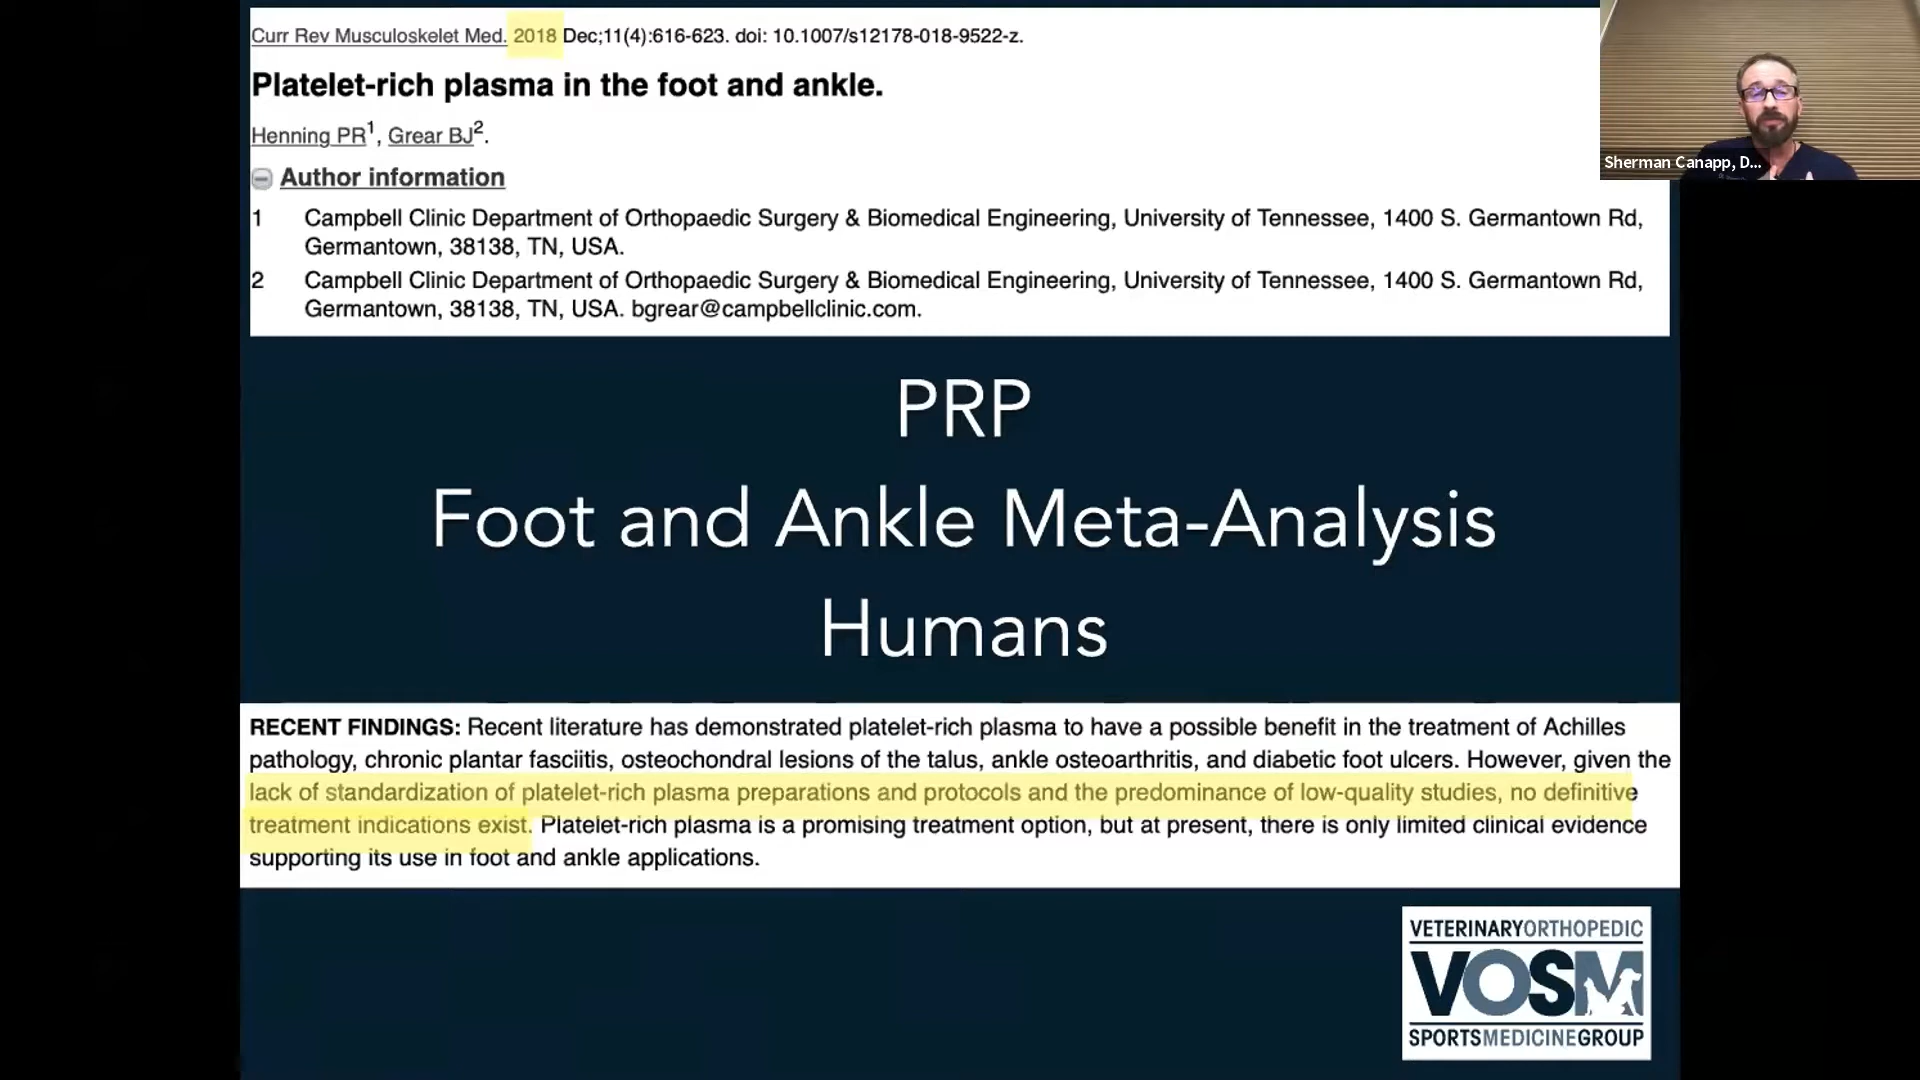 Curr Rev Musculoskelet Med. 2018 Dec;11(4):616-623. doi: 10.1007/s12178-018-9522-z.
Platelet-rich plasma in the foot and ankle.
Henning PR1, Grear BJ2.
Author information
1 Campbell Clinic Department of Orthopaedic Surgery & Biomedical Engineering, University of Tennessee, 1400 S. Germantown Rd,
Germantown, 38138, TN, USA.
2 Campbell Clinic Department of Orthopaedic Surgery & Biomedical Engineering, University of Tennessee, 1400 S. Germantown Rd,
Germantown, 38138, TN, USA. bgrear@campbellclinic.com.
Sherman Canapp, D...
PRP
Foot and Ankle Meta-Analysis
Humans
RECENT FINDINGS: Recent literature has demonstrated platelet-rich plasma to have a possible benefit in the treatment of Achilles
pathology, chronic plantar fasciitis, osteochondral lesions of the talus, ankle osteoarthritis, and diabetic foot ulcers. However, given the
lack of standardization of platelet-rich plasma preparations and protocols and the predominance of low-quality studies, no definitive
treatment indications exist. Platelet-rich plasma is a promising treatment option, but at present, there is only limited clinical evidence
supporting its use in foot and ankle applications.
VETERINARYORTHOPEDIC
VOSM
SPORTSMEDICINEGROUP